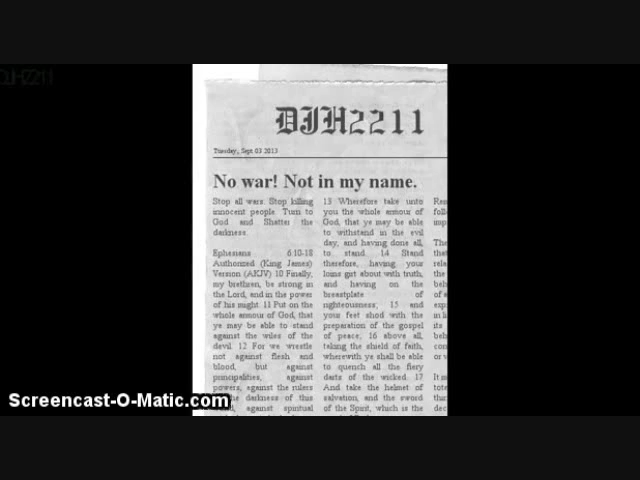 DJH2211
DJH2211
Tuesday, Sept 03 2013
No war! Not in my name.
Stop all wars. Stop killing
innocent people. Turn to
God and Shatter the
darkness.
Ephesians 6:10-18
Authorized (King James)
Version (AKJV) 10 Finally,
my brethren, be strong in
the Lord, and in the power
of his might. 11 Put on the
whole armour of God, that
ye may be able to stand
against the wiles of the
devil. 12 For we wrestle
not against flesh and
blood, but against
principalities, against
powers, against the rulers
the darkness of this
against spiritual
13 Wherefore take unto
you the whole armour of
God, that ye may be able
to withstand in the evil
day, and having done all,
to stand. 14 Stand
therefore, having your
loins girt about with truth,
and having on the
breastplate of
righteousness; 15 and
your feet shod with the
preparation of the gospel
of peace; 16 above all,
taking the shield of faith,
wherewith ye shall be able
to quench all the fiery
darts of the wicked. 17
And take the helmet of
salvation, and the sword
of the Spirit, which is the
Screencast-O-Matic.com